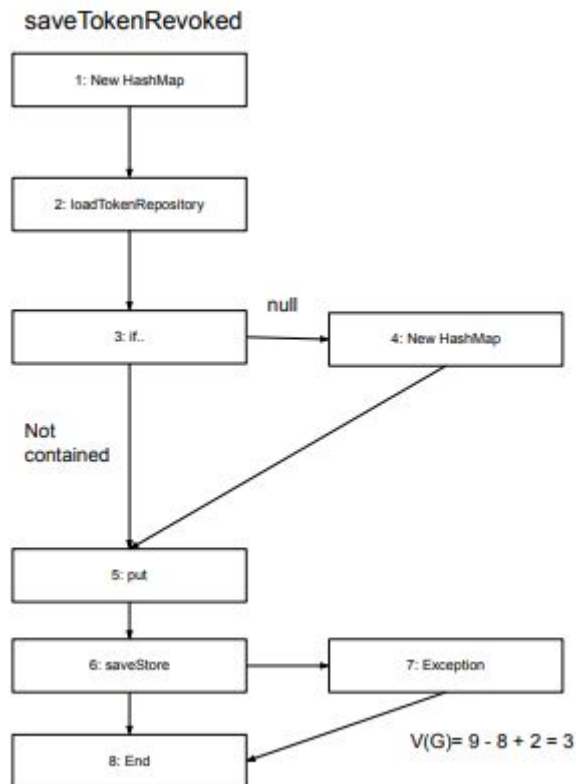 saveTokenRevoked
1: New HashMap
2: loadTokenRepository
null
3: if..
4: New HashMap
Not
contained
5: put
6: saveStore
7: Exception
V(G)= 9 - 8 + 2 = 3
8: End